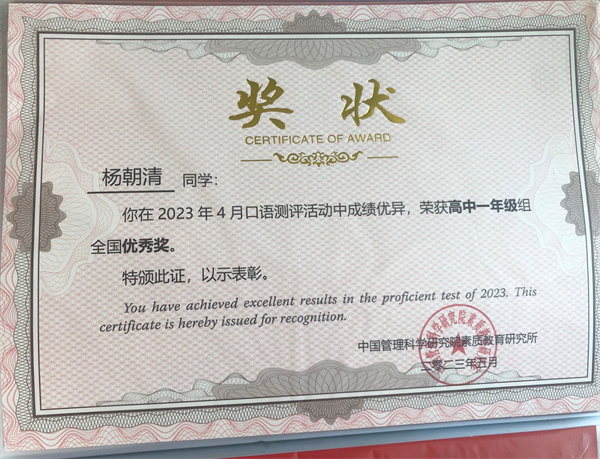 奖 状
CERTIFICATE OF AWARD
杨朝清 同学：
你在 2023 年 4 月口语测评活动中成绩优异，荣获高中一年级组
全国优秀奖。
特颁此证，以示表彰。
You have achieved excellent results in the proficient test of 2023. This
certificate is hereby issued for recognition.
中国管理科学研究院素质教育研究所
二零二三年五月